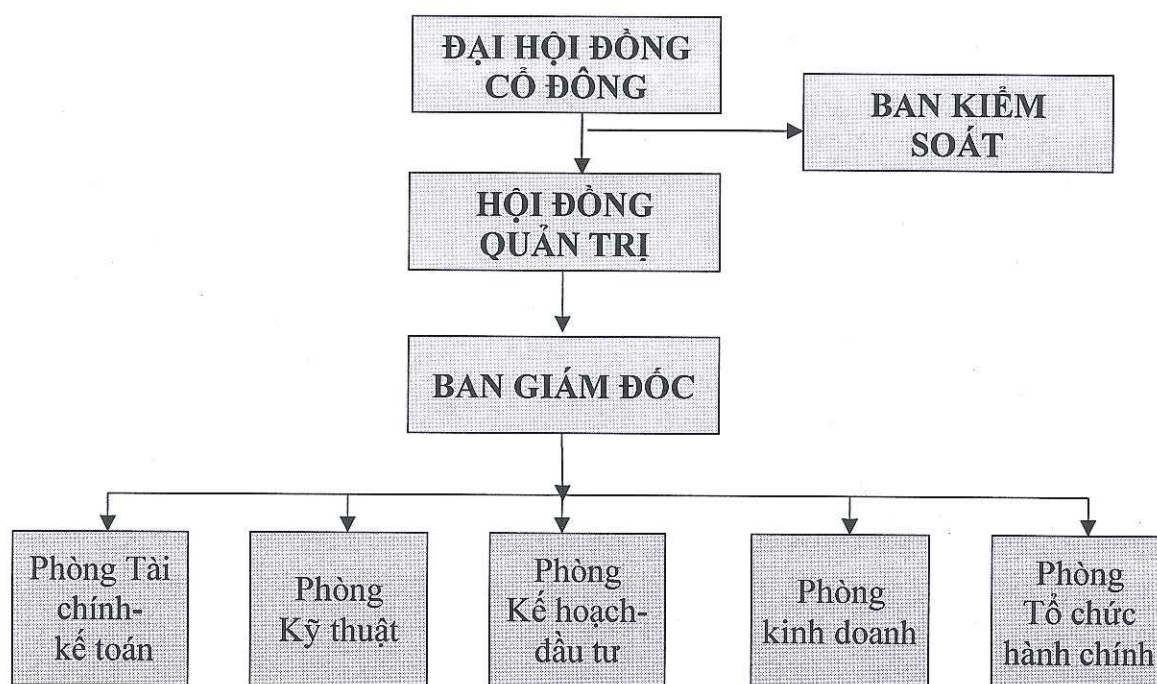 ĐẠI HỘI ĐỒNG
CỔ ĐÔNG
BAN KIỂM
SOÁT
HỘI ĐỒNG
QUẢN TRỊ
BAN GIÁM ĐỐC
Phòng Tài
chính-
kế toán
Phòng
Kỹ thuật
Phòng
Kế hoạch-
đầu tư
Phòng
kinh doanh
Phòng
Tổ chức
hành chính